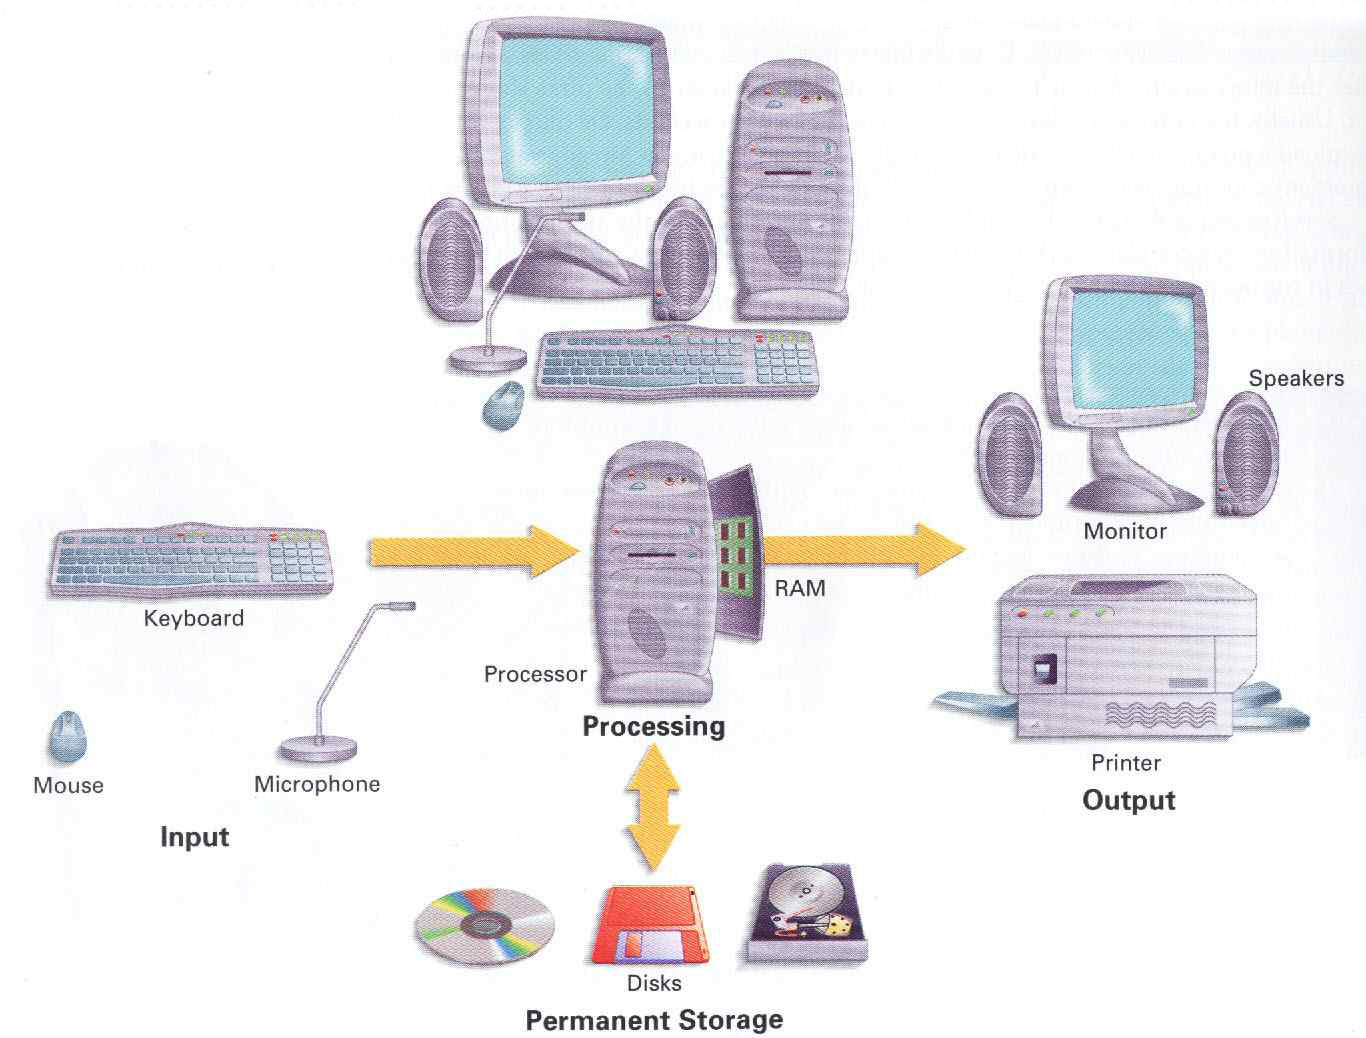 Speakers
Monitor
Keyboard
RAM
Processor
Processing
Mouse
Microphone
Input
Printer
Output
Disks
Permanent Storage